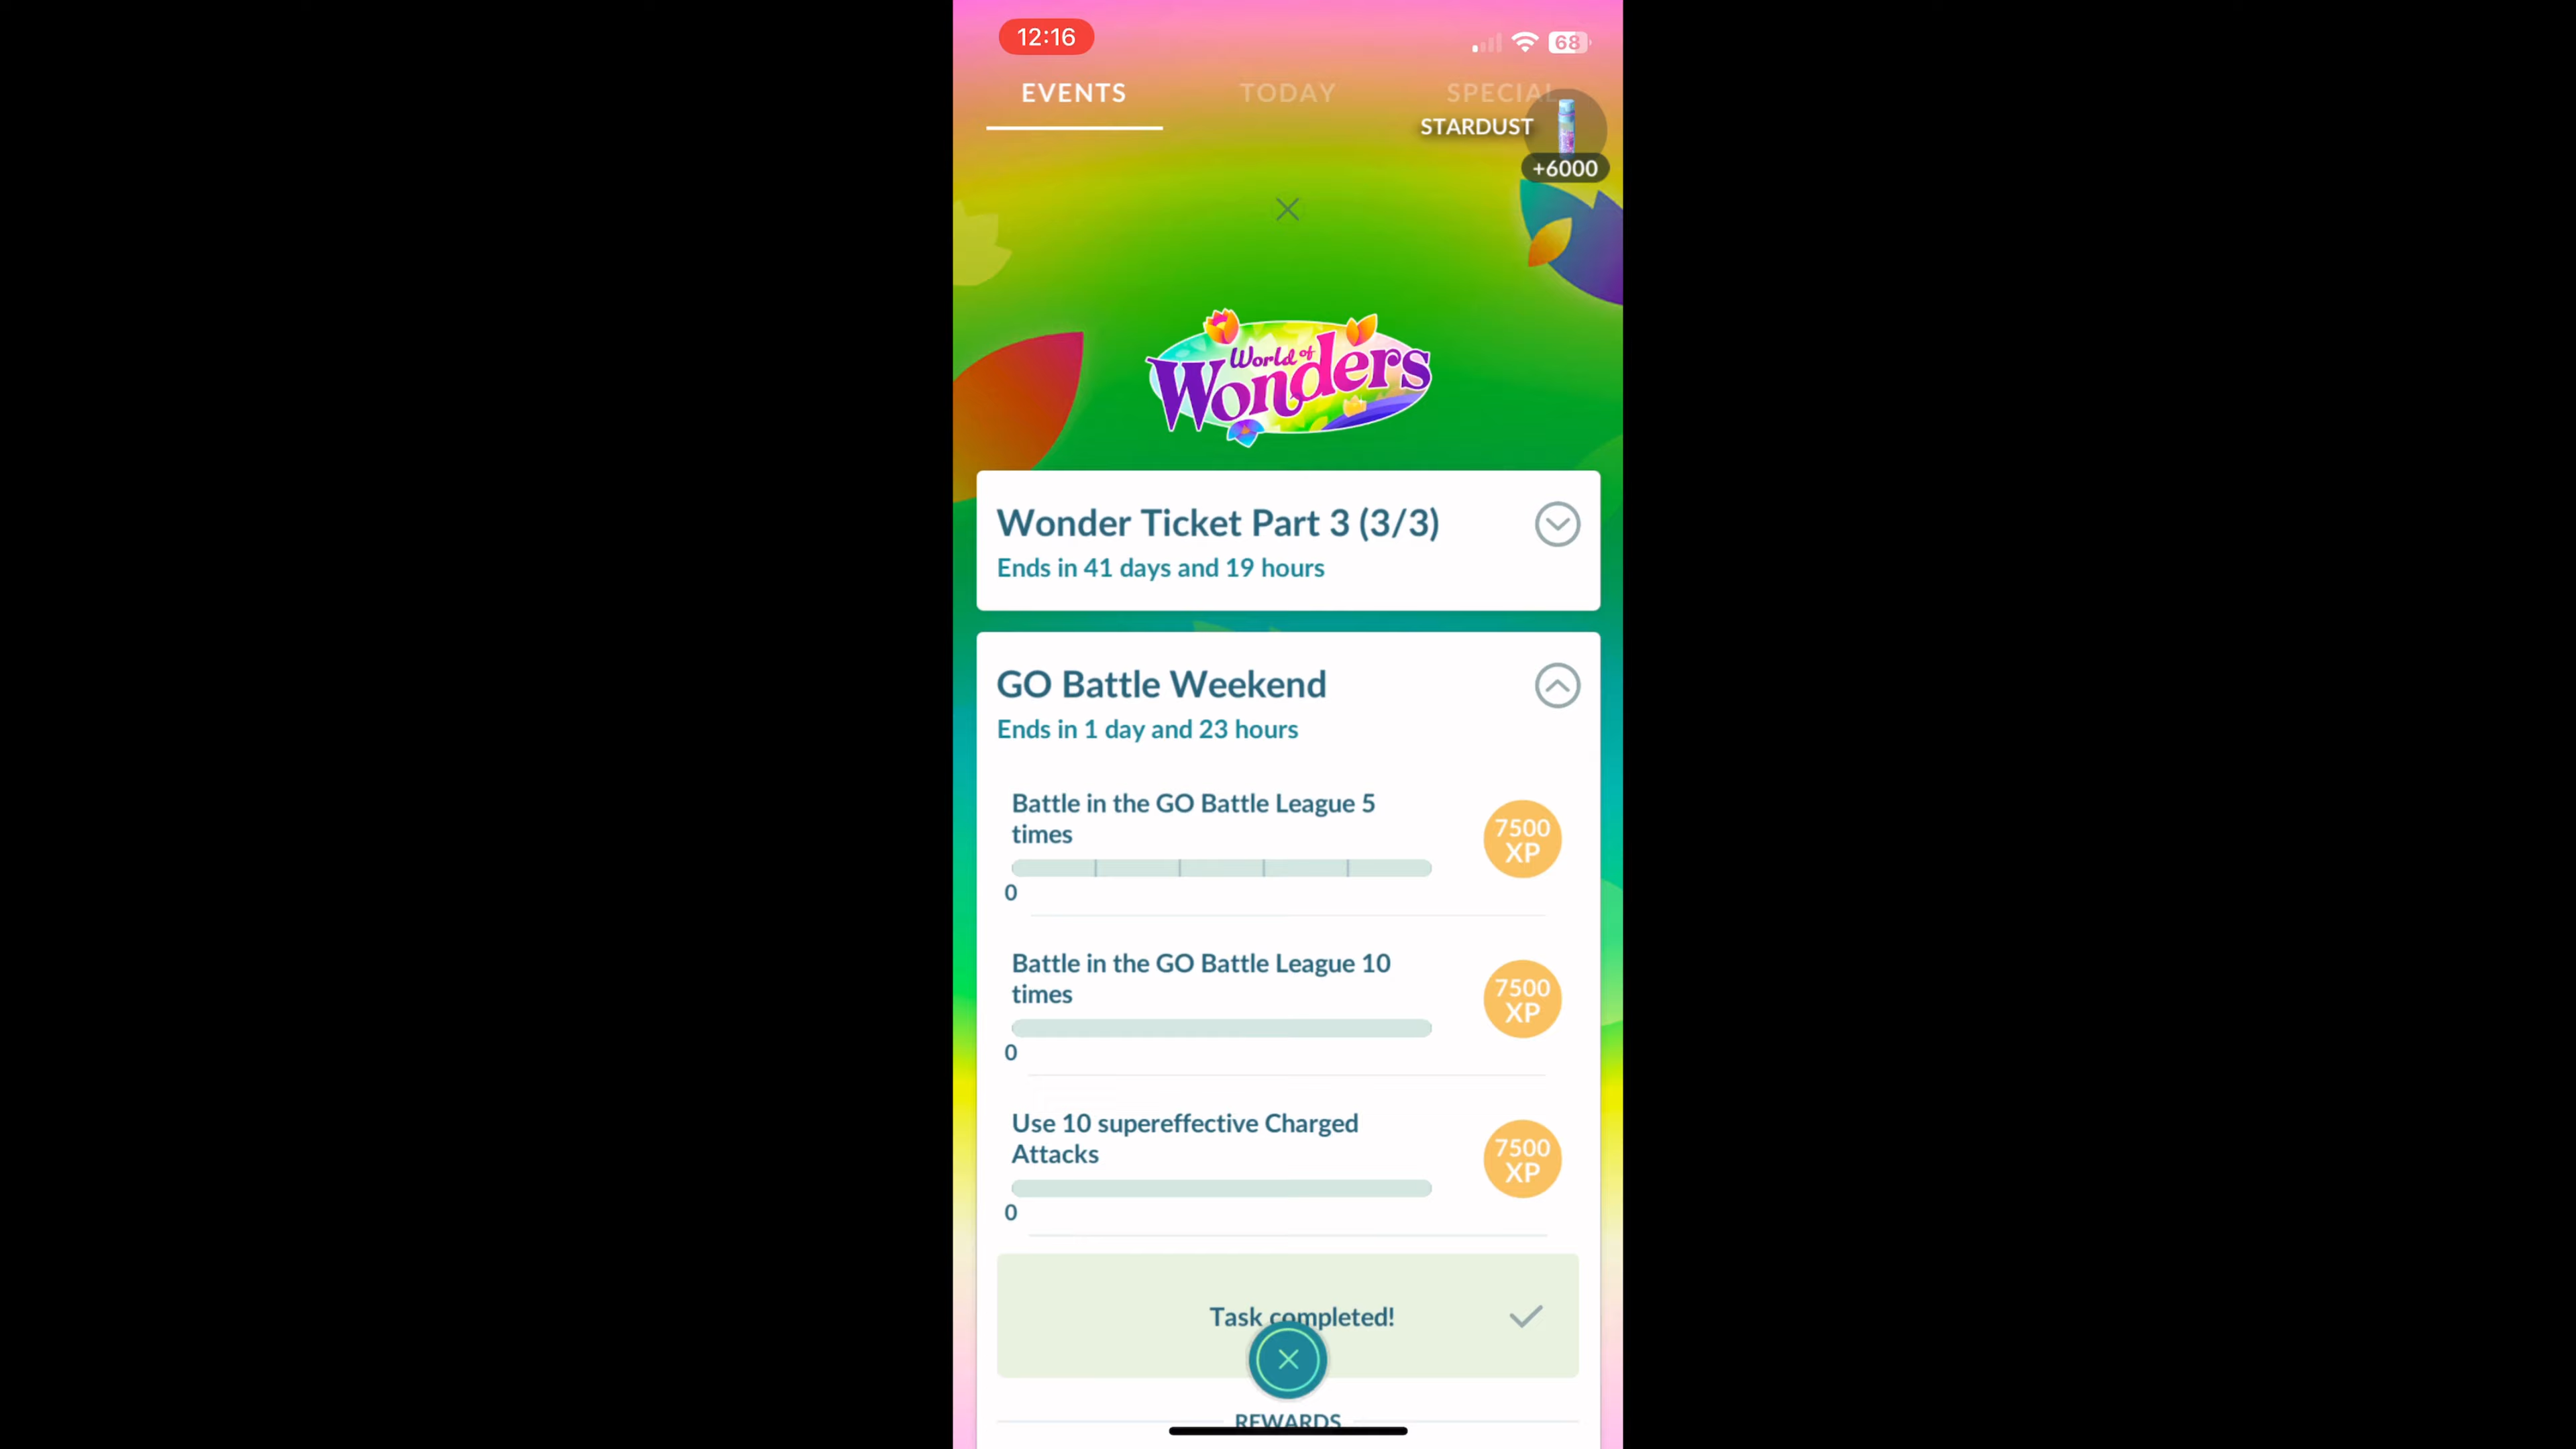 12:16
68
EVENTS
TODAY
SPECIAL
STARDUST
+6000
World of
Wonders
Wonder Ticket Part 3 (3/3)
Ends in 41 days and 19 hours
GO Battle Weekend
Ends in 1 day and 23 hours
Battle in the GO Battle League 5
times
7500
XP
0
Battle in the GO Battle League 10
times
7500
XP
0
Use 10 supereffective Charged
Attacks
7500
XP
0
Task completed!
REWARDS